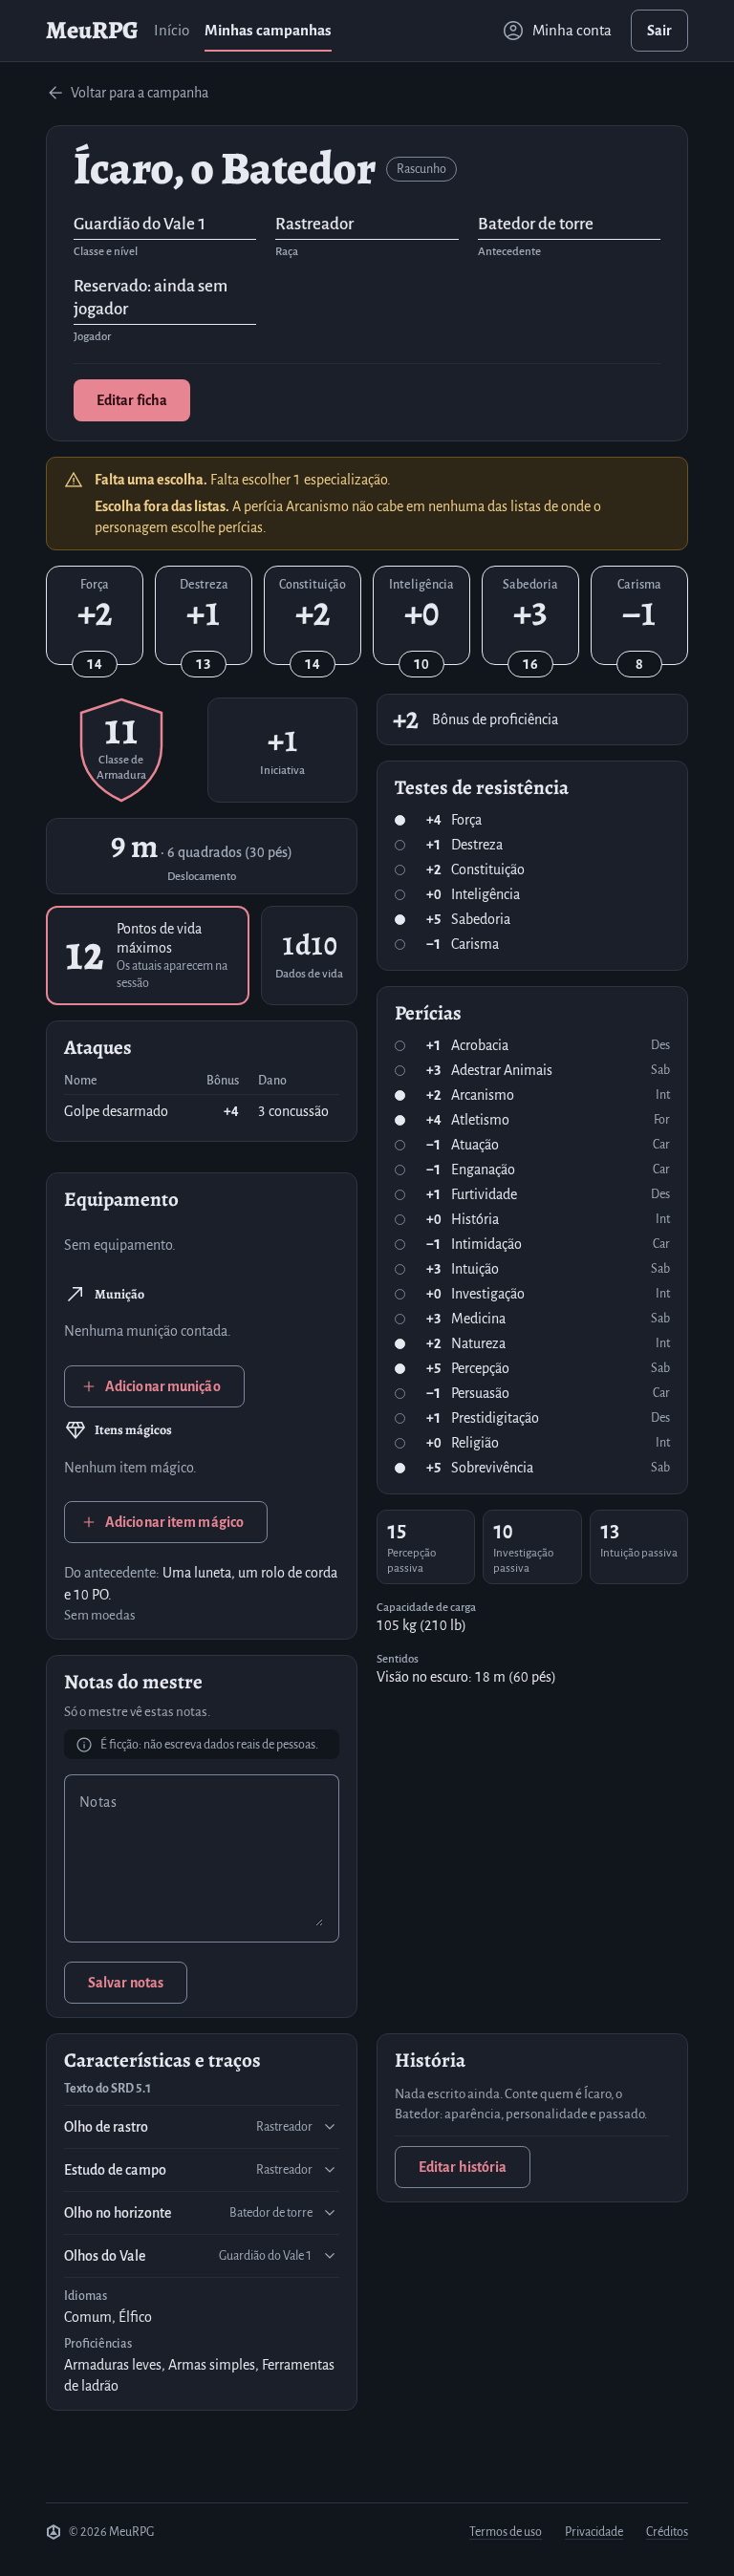 MeuRPG
Início
Minhas campanhas
Minha conta
Sair
Voltar para a campanha
Ícaro, o Batedor
Rascunho
Guardião do Vale 1
Classe e nível
Rastreador
Raça
Batedor de torre
Antecedente
Reservado: ainda sem
jogador
Jogador
Editar ficha
Falta uma escolha. Falta escolher 1 especialização.
Escolha fora das listas. A perícia Arcanismo não cabe em nenhuma das listas de onde o
personagem escolhe perícias.
Força
+2
14
Destreza
+1
13
Constituição
+2
14
Inteligência
+0
10
Sabedoria
+3
16
Carisma
−1
8
11
Classe de
Armadura
+1
Iniciativa
9 m · 6 quadrados (30 pés)
Deslocamento
12
Pontos de vida
máximos
Os atuais aparecem na
sessão
1d10
Dados de vida
Ataques
Nome Bônus Dano
Golpe desarmado +4 3 concussão
Equipamento
Sem equipamento.
Munição
Nenhuma munição contada.
Adicionar munição
Itens mágicos
Nenhum item mágico.
Adicionar item mágico
Do antecedente: Uma luneta, um rolo de corda
e 10 PO.
Sem moedas
Notas do mestre
Só o mestre vê estas notas.
É ficção: não escreva dados reais de pessoas.
Notas
Salvar notas
+2 Bônus de proficiência
Testes de resistência
+4 Força
+1 Destreza
+2 Constituição
+0 Inteligência
+5 Sabedoria
−1 Carisma
Perícias
+1 Acrobacia Des
+3 Adestrar Animais Sab
+2 Arcanismo Int
+4 Atletismo For
−1 Atuação Car
−1 Enganação Car
+1 Furtividade Des
+0 História Int
−1 Intimidação Car
+3 Intuição Sab
+0 Investigação Int
+3 Medicina Sab
+2 Natureza Int
+5 Percepção Sab
−1 Persuasão Car
+1 Prestidigitação Des
+0 Religião Int
+5 Sobrevivência Sab
15
Percepção
passiva
10
Investigação
passiva
13
Intuição passiva
Capacidade de carga
105 kg (210 lb)
Sentidos
Visão no escuro: 18 m (60 pés)
Características e traços
Texto do SRD 5.1
Olho de rastro Rastreador
Estudo de campo Rastreador
Olho no horizonte Batedor de torre
Olhos do Vale Guardião do Vale 1
Idiomas
Comum, Élfico
Proficiências
Armaduras leves, Armas simples, Ferramentas
de ladrão
História
Nada escrito ainda. Conte quem é Ícaro, o
Batedor: aparência, personalidade e passado.
Editar história
© 2026 MeuRPG
Termos de uso
Privacidade
Créditos